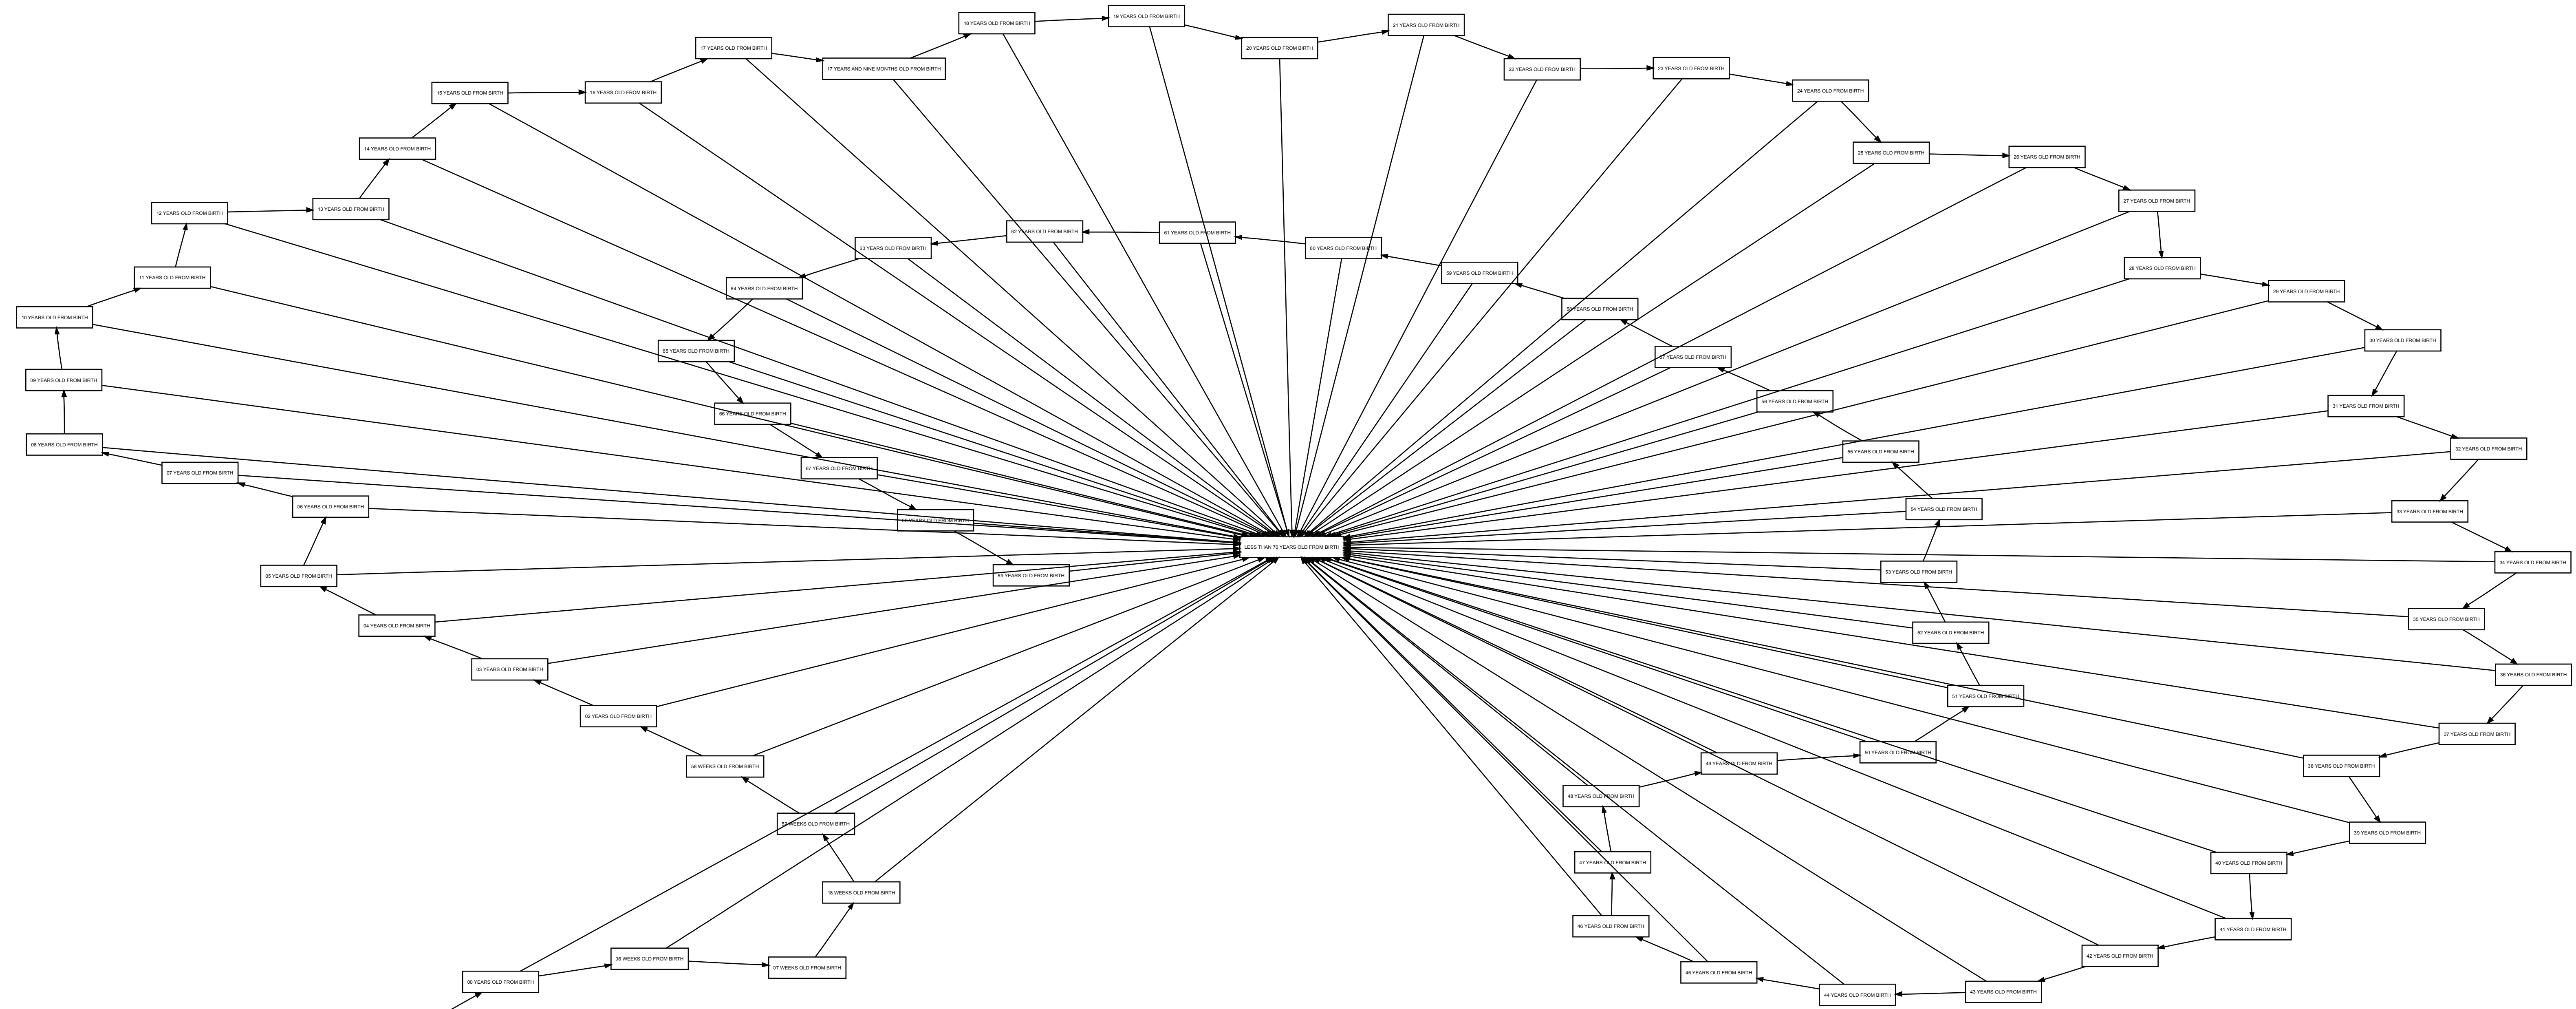 19 YEARS OLD FROM BIRTH
18 YEARS OLD FROM BIRTH
21 YEARS OLD FROM BIRTH
17 YEARS OLD FROM BIRTH
20 YEARS OLD FROM BIRTH
17 YEARS AND NINE MONTHS OLD FROM BIRTH
22 YEARS OLD FROM BIRTH
23 YEARS OLD FROM BIRTH
15 YEARS OLD FROM BIRTH
16 YEARS OLD FROM BIRTH
24 YEARS OLD FROM BIRTH
14 YEARS OLD FROM BIRTH
25 YEARS OLD FROM BIRTH
26 YEARS OLD FROM BIRTH
27 YEARS OLD FROM BIRTH
12 YEARS OLD FROM BIRTH
13 YEARS OLD FROM BIRTH
62 YEARS OLD FROM BIRTH
61 YEARS OLD FROM BIRTH
63 YEARS OLD FROM BIRTH
60 YEARS OLD FROM BIRTH
28 YEARS OLD FROM BIRTH
59 YEARS OLD FROM BIRTH
11 YEARS OLD FROM BIRTH
64 YEARS OLD FROM BIRTH
29 YEARS OLD FROM BIRTH
58 YEARS OLD FROM BIRTH
10 YEARS OLD FROM BIRTH
30 YEARS OLD FROM BIRTH
65 YEARS OLD FROM BIRTH
57 YEARS OLD FROM BIRTH
09 YEARS OLD FROM BIRTH
56 YEARS OLD FROM BIRTH
31 YEARS OLD FROM BIRTH
66 YEARS OLD FROM BIRTH
08 YEARS OLD FROM BIRTH
55 YEARS OLD FROM BIRTH
32 YEARS OLD FROM BIRTH
07 YEARS OLD FROM BIRTH
67 YEARS OLD FROM BIRTH
06 YEARS OLD FROM BIRTH
54 YEARS OLD FROM BIRTH
33 YEARS OLD FROM BIRTH
68 YEARS OLD FROM BIRTH
LESS THAN 70 YEARS OLD FROM BIRTH
34 YEARS OLD FROM BIRTH
05 YEARS OLD FROM BIRTH
69 YEARS OLD FROM BIRTH
53 YEARS OLD FROM BIRTH
35 YEARS OLD FROM BIRTH
04 YEARS OLD FROM BIRTH
52 YEARS OLD FROM BIRTH
03 YEARS OLD FROM BIRTH
36 YEARS OLD FROM BIRTH
51 YEARS OLD FROM BIRTH
02 YEARS OLD FROM BIRTH
37 YEARS OLD FROM BIRTH
50 YEARS OLD FROM BIRTH
49 YEARS OLD FROM BIRTH
58 WEEKS OLD FROM BIRTH
38 YEARS OLD FROM BIRTH
48 YEARS OLD FROM BIRTH
52 WEEKS OLD FROM BIRTH
39 YEARS OLD FROM BIRTH
47 YEARS OLD FROM BIRTH
40 YEARS OLD FROM BIRTH
18 WEEKS OLD FROM BIRTH
46 YEARS OLD FROM BIRTH
41 YEARS OLD FROM BIRTH
42 YEARS OLD FROM BIRTH
06 WEEKS OLD FROM BIRTH
07 WEEKS OLD FROM BIRTH
45 YEARS OLD FROM BIRTH
00 YEARS OLD FROM BIRTH
43 YEARS OLD FROM BIRTH
44 YEARS OLD FROM BIRTH